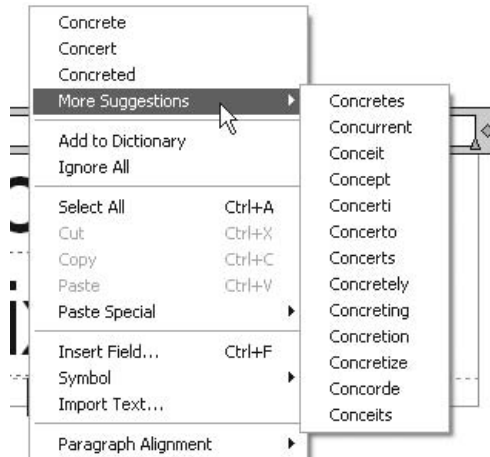 Concrete
Concert
Concreted
More Suggestions
Add to Dictionary
Ignore All
Select All Ctrl+A
Cut Ctrl+X
Copy Ctrl+C
Paste Ctrl+V
Paste Special
Insert Field... Ctrl+F
Symbol
Import Text...
Paragraph Alignment
Concretes
Concurrent
Conceit
Concept
Concerti
Concerto
Concerts
Concretely
Concreting
Concretion
Concretize
Concorde
Conceits